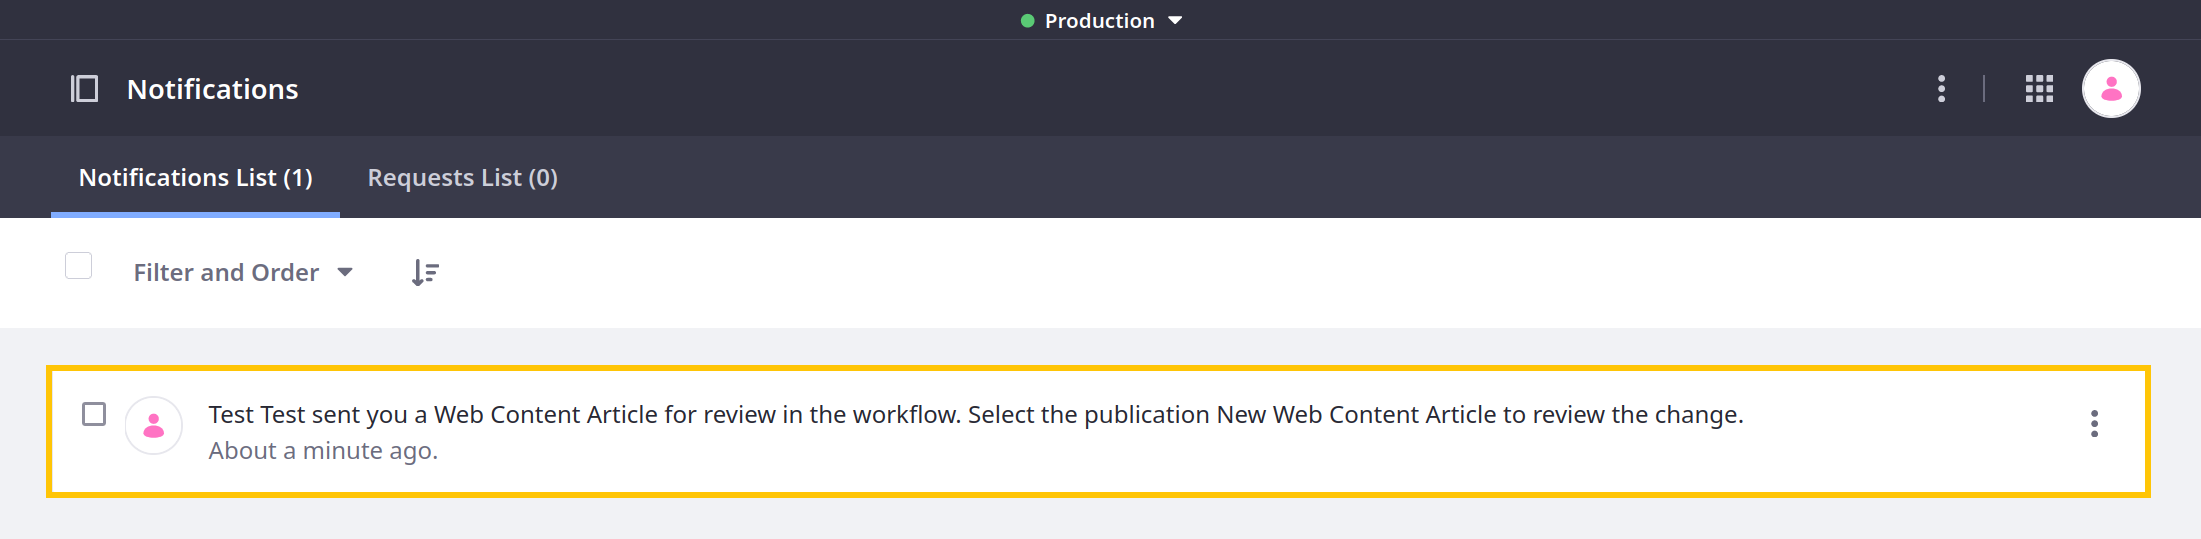 Production
Notifications
Notifications List (1) Requests List (0)
Filter and Order
Test Test sent you a Web Content Article for review in the workflow. Select the publication New Web Content Article to review the change.
About a minute ago.